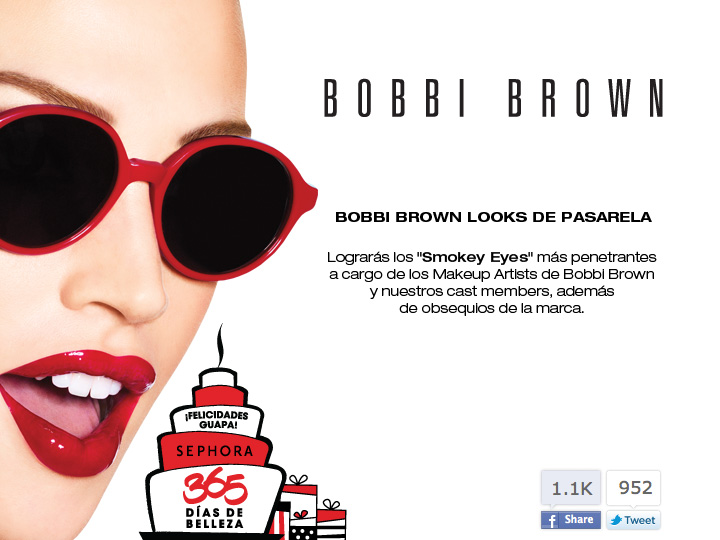 BOBBI BROWN
BOBBI BROWN LOOKS DE PASARELA
Lograrás los "Smokey Eyes" más penetrantes
a cargo de los Makeup Artists de Bobbi Brown
y nuestros cast members, además
de obsequios de la marca.
¡FELICIDADES
GUAPA!
SEPHORA
365
DÍAS DE
BELLEZA
1.1K
952
f Share
Tweet